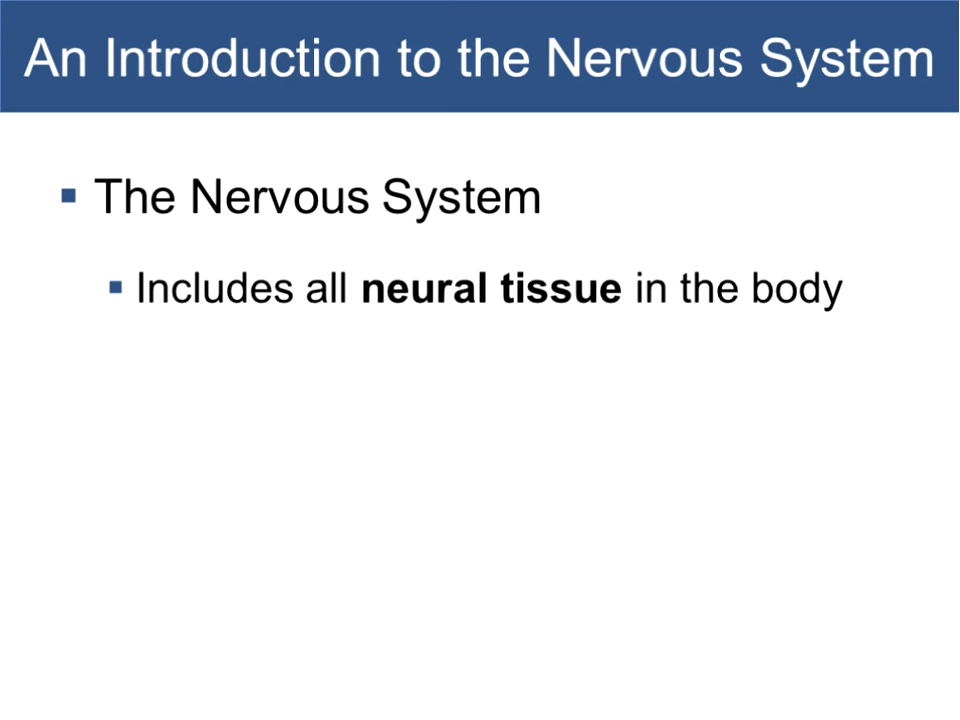 An Introduction to the Nervous System
The Nervous System
Includes all neural tissue in the body